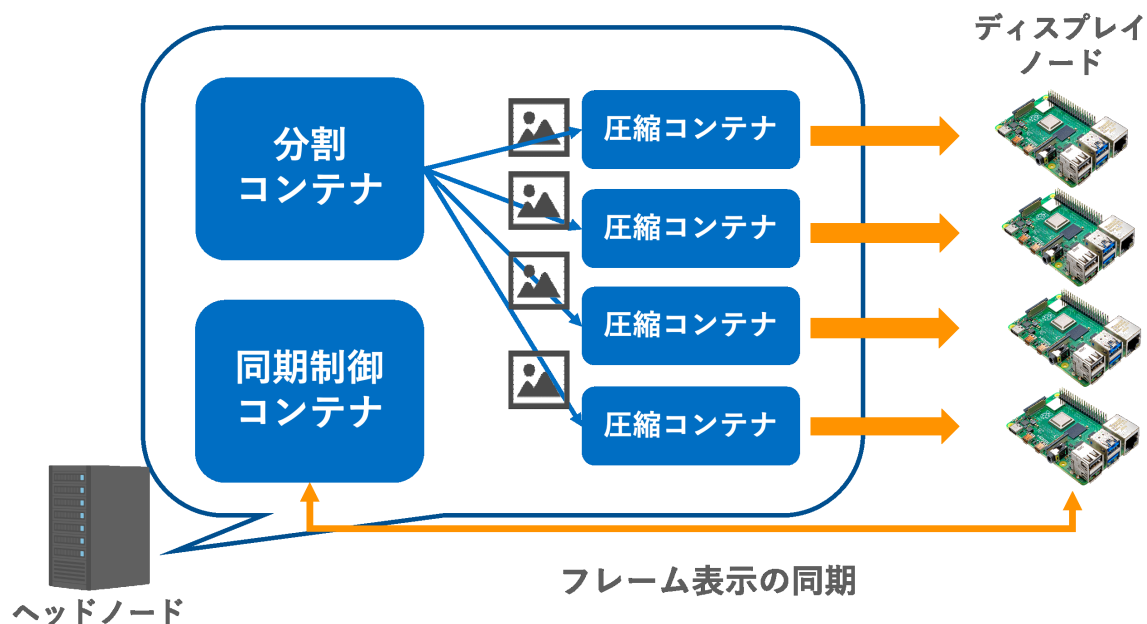 ディスプレイ
ノード
分割
コンテナ
圧縮コンテナ
圧縮コンテナ
圧縮コンテナ
圧縮コンテナ
同期制御
コンテナ
フレーム表示の同期
ヘッドノード